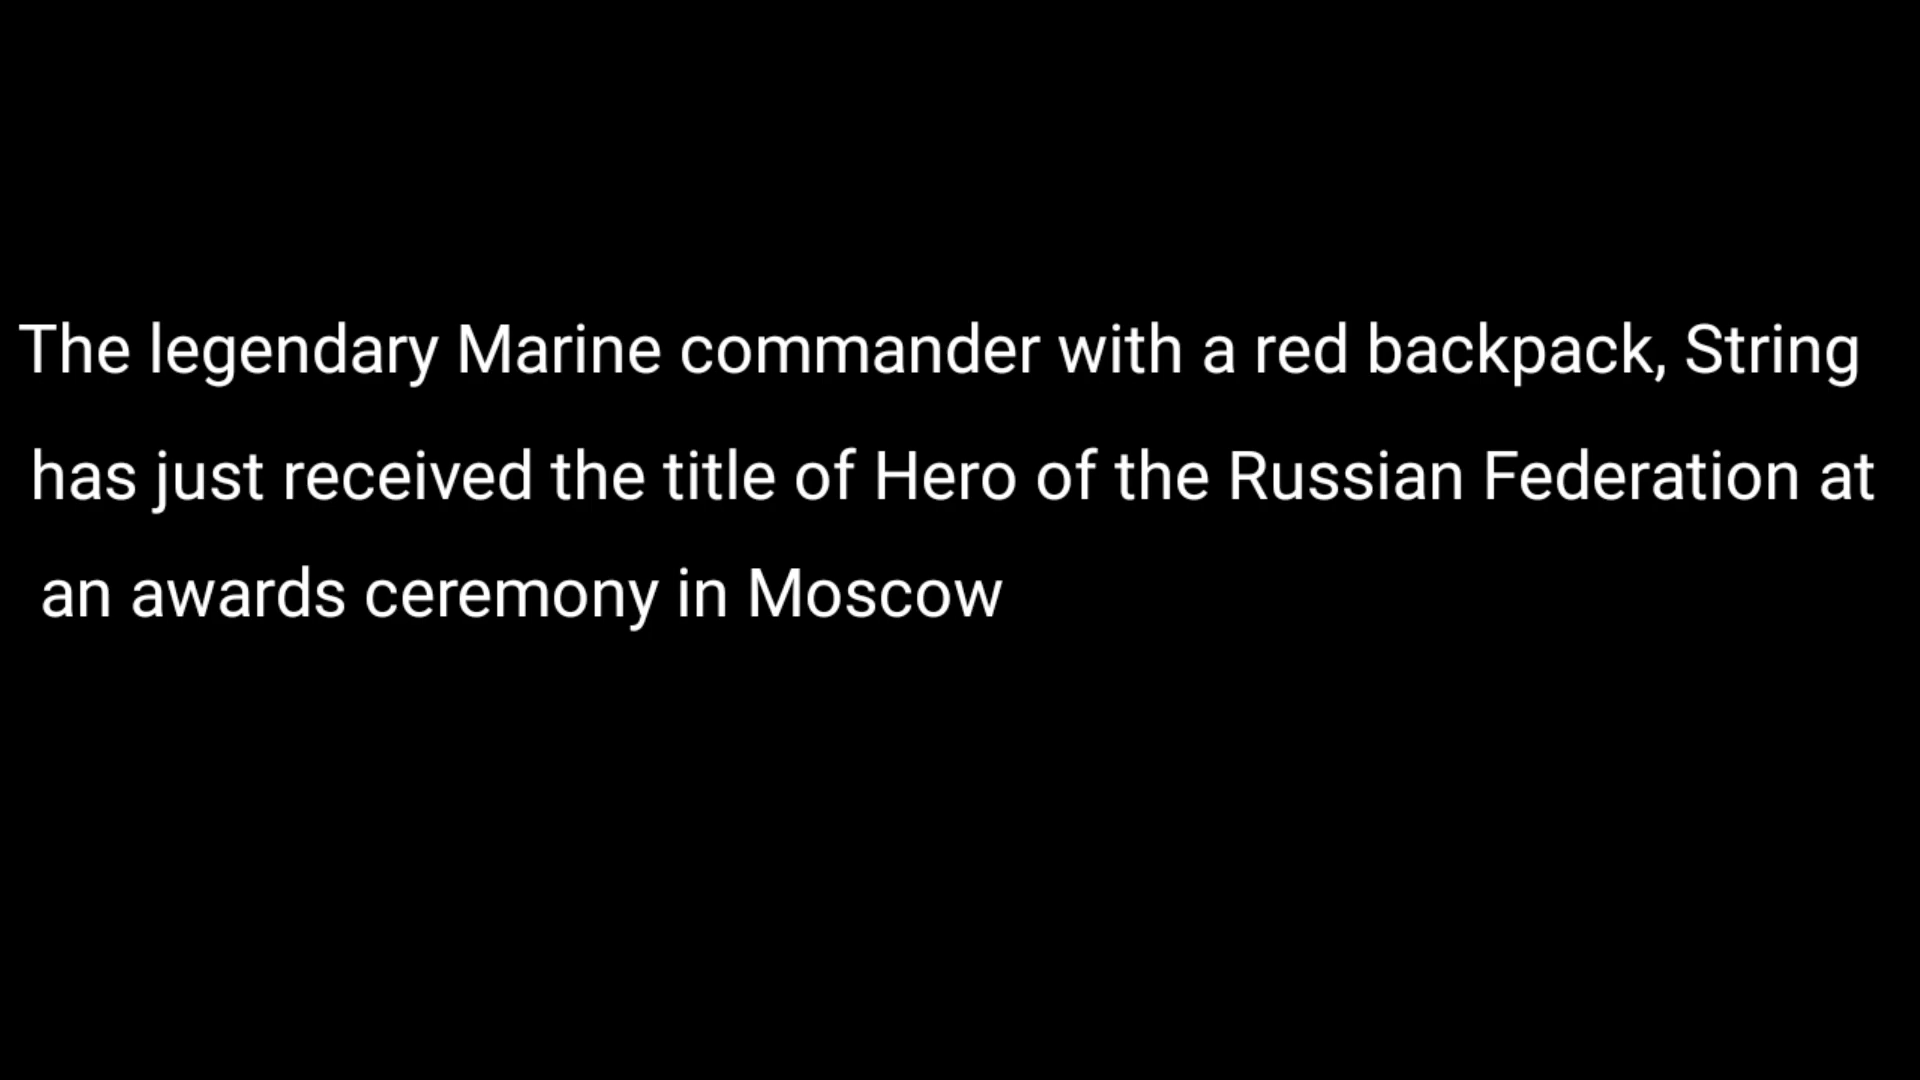 The legendary Marine commander with a red backpack, String
has just received the title of Hero of the Russian Federation at
an awards ceremony in Moscow